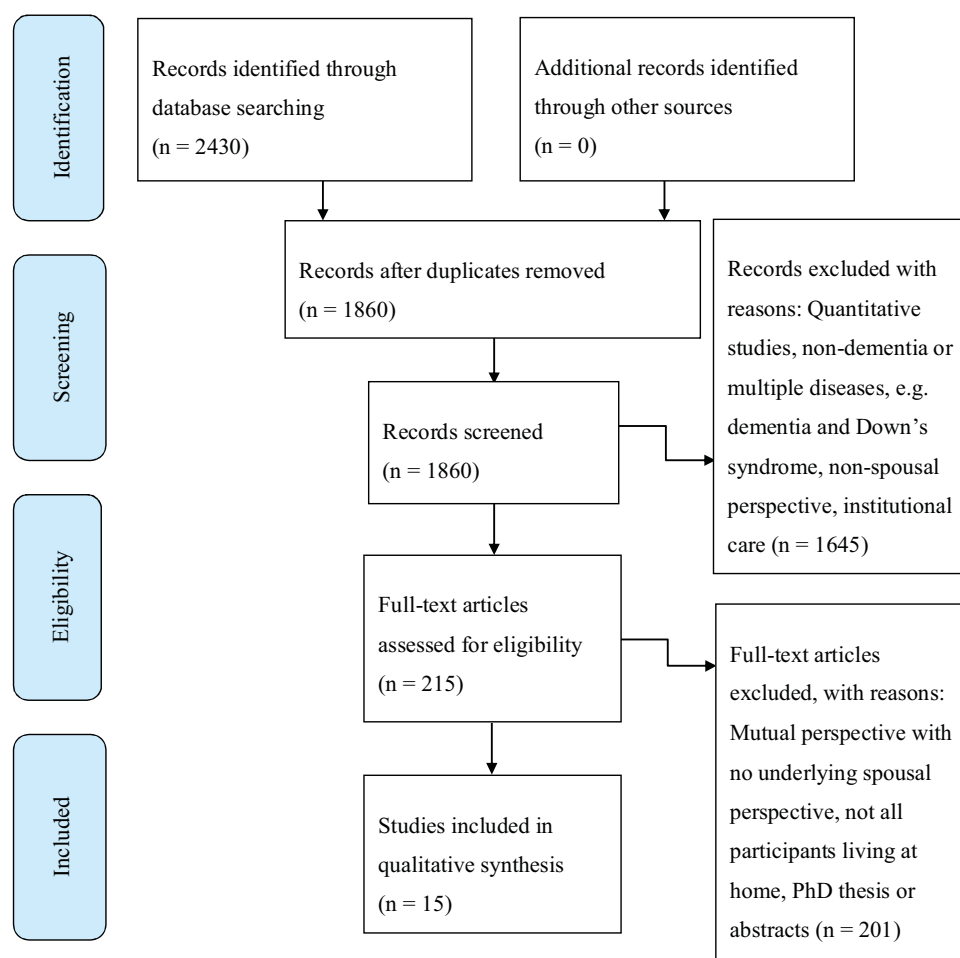 Identification
Records identified through
database searching
(n = 2430)
Additional records identified
through other sources
(n = 0)
Records after duplicates removed
(n = 1860)
Screening
Records screened
(n = 1860)
Records excluded with
reasons: Quantitative
studies, non-dementia or
multiple diseases, e.g.
dementia and Down’s
syndrome, non-spousal
perspective, institutional
care (n = 1645)
Eligibility
Full-text articles
assessed for eligibility
(n = 215)
Full-text articles
excluded, with reasons:
Mutual perspective with
no underlying spousal
perspective, not all
participants living at
home, PhD thesis or
abstracts (n = 201)
Included
Studies included in
qualitative synthesis
(n = 15)